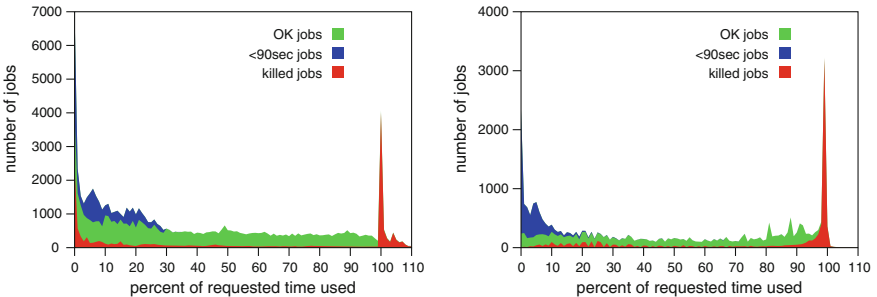 7000
6000
5000
4000
3000
2000
1000
0
number of jobs
OK jobs
<90sec jobs
killed jobs
0 10 20 30 40 50 60 70 80 90 100 110
percent of requested time used
4000
3000
2000
1000
0
number of jobs
OK jobs
<90sec jobs
killed jobs
0 10 20 30 40 50 60 70 80 90 100 110
percent of requested time used